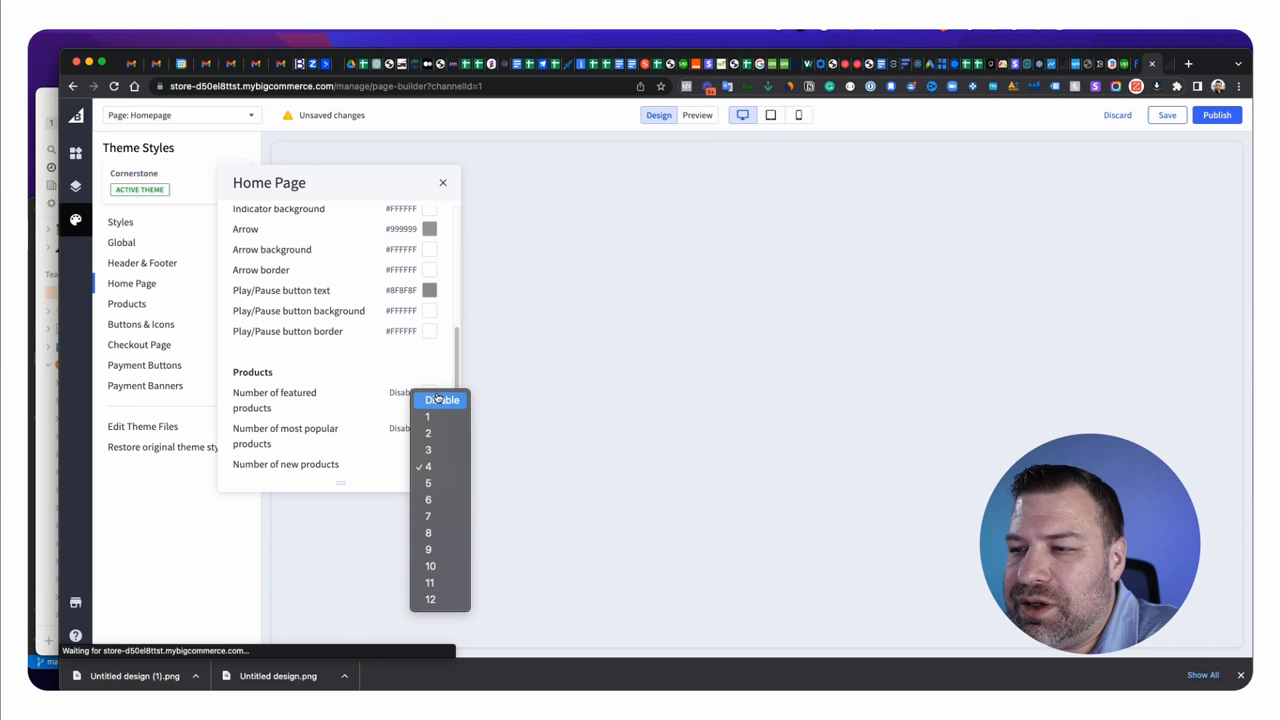 store-d50el8ttst.mybigcommerce.com/manage/page-builder?channelId=1
Page: Homepage
Unsaved changes
Design
Preview
Discard
Save
Publish
Theme Styles
Cornerstone
ACTIVE THEME
Styles
Global
Header & Footer
Home Page
Products
Buttons & Icons
Checkout Page
Payment Buttons
Payment Banners
Edit Theme Files
Restore original theme sty
Home Page
Indicator background #FFFFFF
Arrow #999999
Arrow background #FFFFFF
Arrow border #FFFFFF
Play/Pause button text #8F8F8F
Play/Pause button background #FFFFFF
Play/Pause button border #FFFFFF
Products
Number of featured Disab
products
Number of most popular Disab
products
Number of new products
Disable
1
2
3
✓ 4
5
6
7
8
9
10
11
12
Waiting for store-d50el8ttst.mybigcommerce.com...
Untitled design (1).png
Untitled design.png
Show All